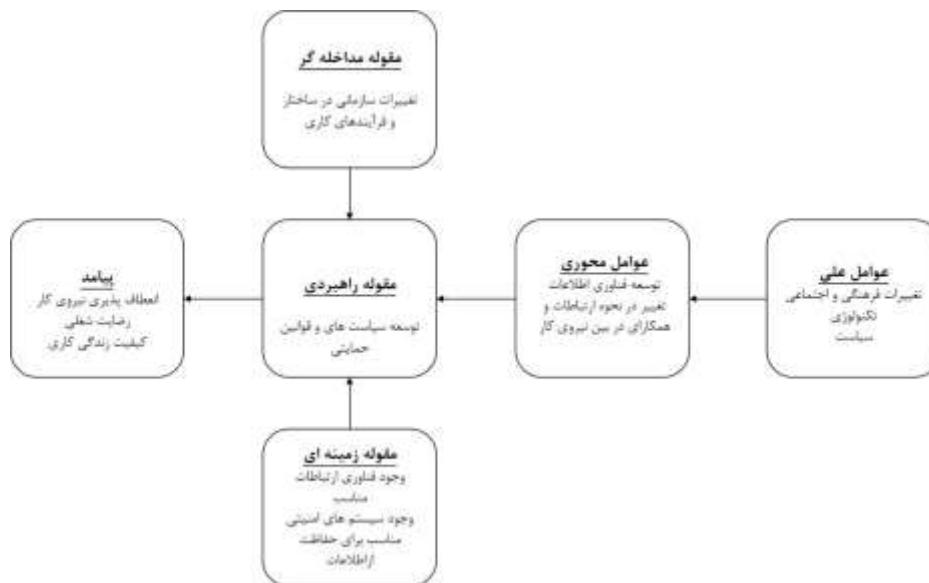 مقوله مداخله گر
تغییرات سازمانی در ساختار
و فرآیندهای کاری
عوامل علی
تغییرات فرهنگی و اجتماعی
تکنولوژی
سیاست
عوامل محوری
توسعه فناوری اطلاعات
تغییر در نحوه ارتباطات و
همکارای در بین نیروی کار
مقوله راهبردی
توسعه سیاست های و قوانین
حمایتی
پیامد
انعطاف پذیری نیروی کار
رضایت شغلی
کیفیت زندگی کاری
مقوله زمینه ای
وجود فناوری ارتباطات
مناسب
وجود سیستم های امنیتی
مناسب برای حفاظت
ازاطلاعات